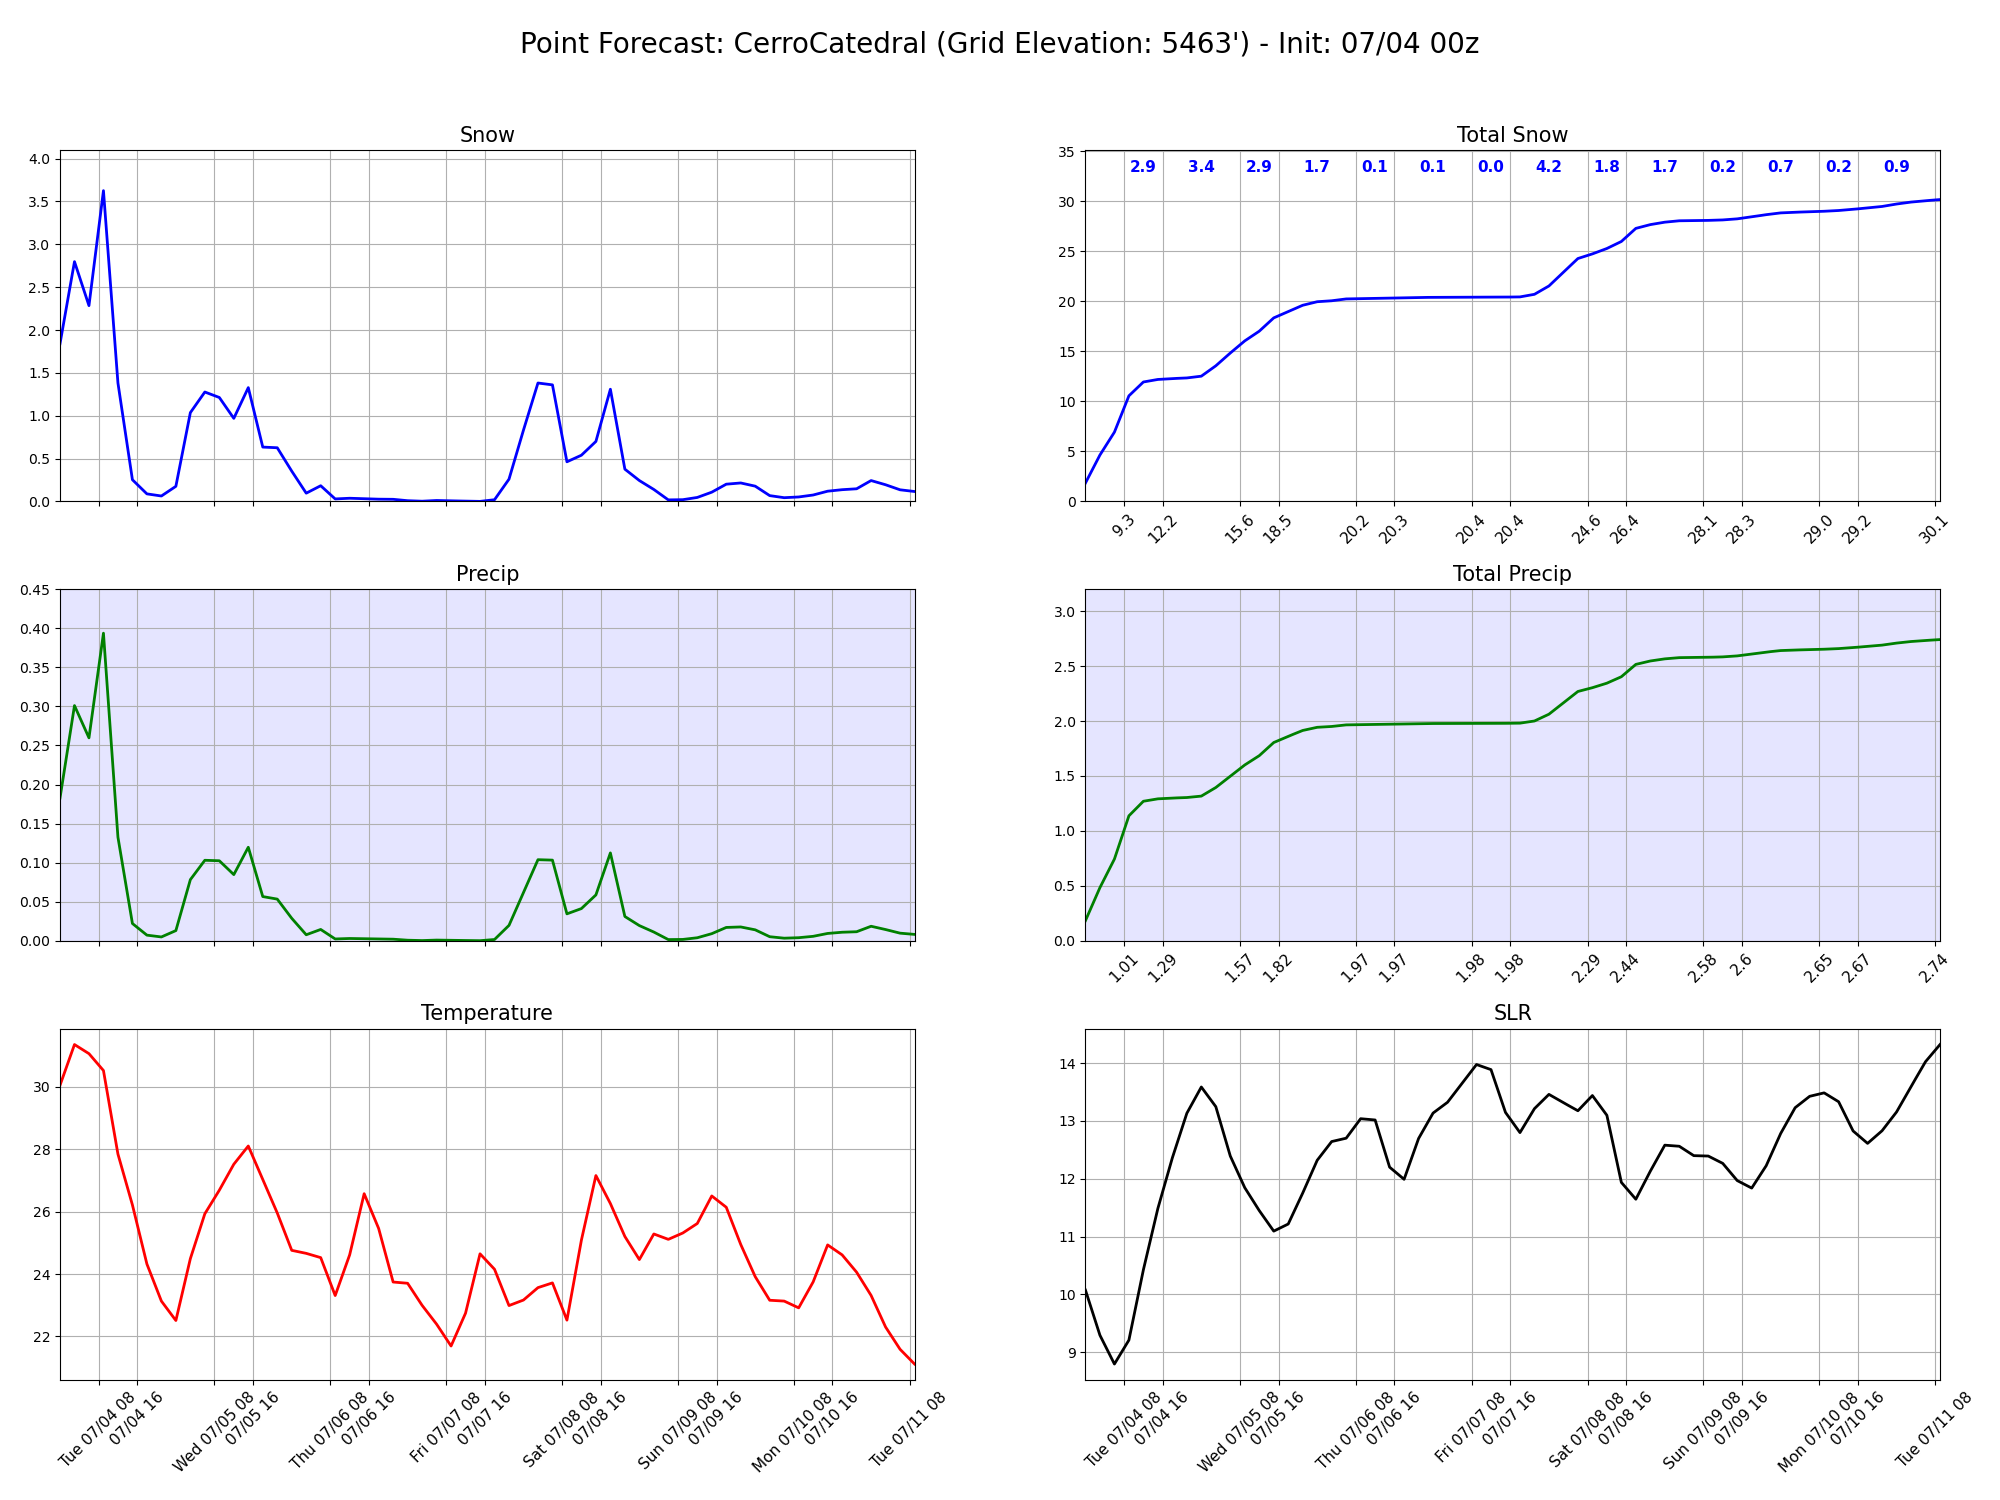 Point Forecast: CerroCatedral (Grid Elevation: 5463') - Init: 07/04 00z
Snow
4.0
3.5
3.0
2.5
2.0
1.5
1.0
0.5
0.0
Total Snow
35
30
25
20
15
10
5
0
2.9 3.4 2.9 1.7 0.1 0.1 0.0 4.2 1.8 1.7 0.2 0.7 0.2 0.9
9.3 12.2 15.6 18.5 20.2 20.3 20.4 20.4 24.6 26.4 28.1 28.3 29.0 29.2 30.1
Precip
0.45
0.40
0.35
0.30
0.25
0.20
0.15
0.10
0.05
0.00
Total Precip
3.0
2.5
2.0
1.5
1.0
0.5
0.0
1.01 1.29 1.57 1.82 1.97 1.97 1.98 1.98 2.29 2.44 2.58 2.6 2.65 2.67 2.74
Temperature
30
28
26
24
22
Tue 07/04 08
07/04 16
Wed 07/05 08
07/05 16
Thu 07/06 08
07/06 16
Fri 07/07 08
07/07 16
Sat 07/08 08
07/08 16
Sun 07/09 08
07/09 16
Mon 07/10 08
07/10 16
Tue 07/11 08
SLR
14
13
12
11
10
9
Tue 07/04 08
07/04 16
Wed 07/05 08
07/05 16
Thu 07/06 08
07/06 16
Fri 07/07 08
07/07 16
Sat 07/08 08
07/08 16
Sun 07/09 08
07/09 16
Mon 07/10 08
07/10 16
Tue 07/11 08